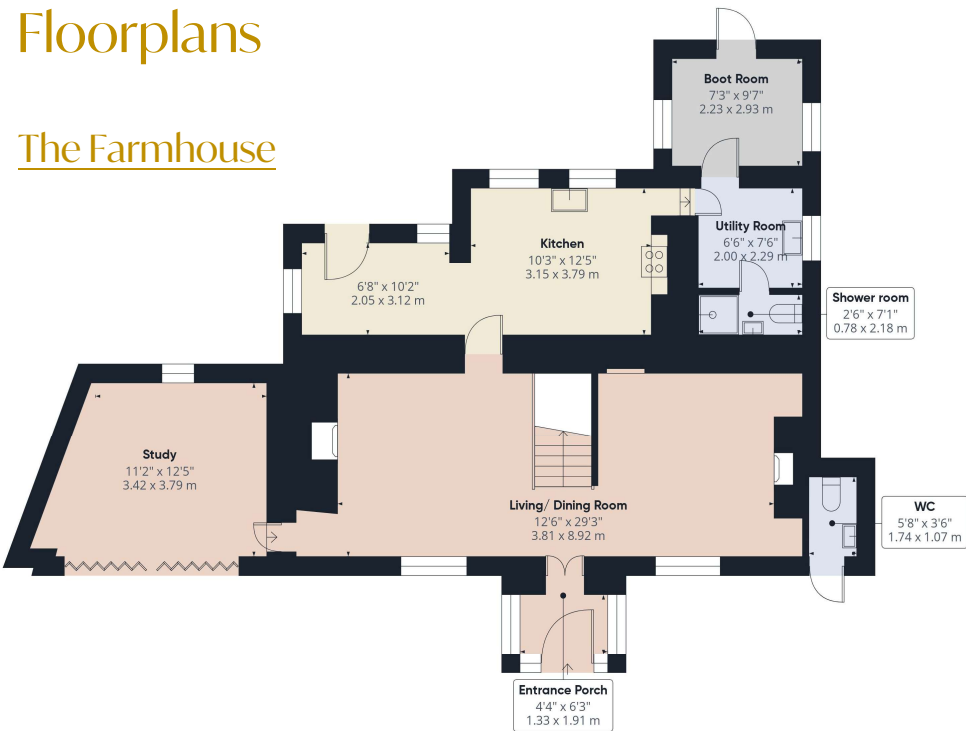 Floorplans
The Farmhouse
Boot Room
7'3" x 9'7"
2.23 x 2.93 m
Kitchen
10'3" x 12'5"
3.15 x 3.79 m
Utility Room
6'6" x 7'6"
2.00 x 2.29 m
6'8" x 10'2"
2.05 x 3.12 m
Shower room
2'6" x 7'1"
0.78 x 2.18 m
Study
11'2" x 12'5"
3.42 x 3.79 m
Living/ Dining Room
12'6" x 29'3"
3.81 x 8.92 m
WC
5'8" x 3'6"
1.74 x 1.07 m
Entrance Porch
4'4" x 6'3"
1.33 x 1.91 m